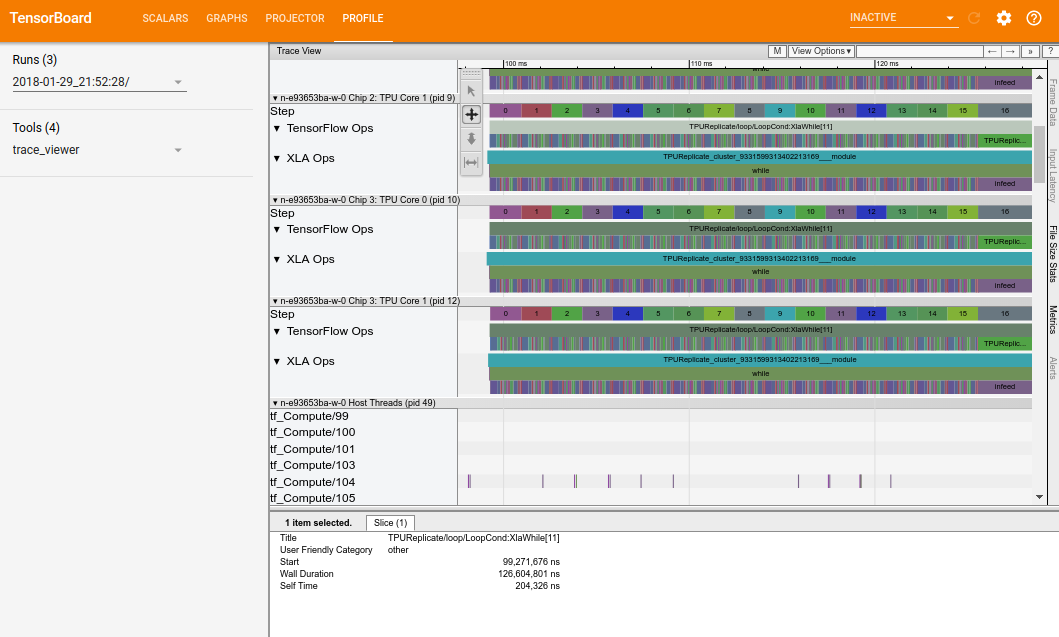 TensorBoard SCALARS GRAPHS PROJECTOR PROFILE INACTIVE
Runs (3)
2018-01-29_21:52:28/
Tools (4)
trace_viewer
Trace View M View Options ▾ ← → » ?
100 ms 110 ms 120 ms
infeed
▾ n-e93653ba-w-0 Chip 2: TPU Core 1 (pid 9)
Step 0 1 2 3 4 5 6 7 8 9 10 11 12 13 14 15 16
▼ TensorFlow Ops TPUReplicate/loop/LoopCond:XlaWhile[11]
TPUReplic...
▼ XLA Ops TPUReplicate_cluster_9331599313402213169__module
while
infeed
▾ n-e93653ba-w-0 Chip 3: TPU Core 0 (pid 10)
Step 0 1 2 3 4 5 6 7 8 9 10 11 12 13 14 15 16
▼ TensorFlow Ops TPUReplicate/loop/LoopCond:XlaWhile[11]
TPUReplic...
▼ XLA Ops TPUReplicate_cluster_9331599313402213169__module
while
infeed
▾ n-e93653ba-w-0 Chip 3: TPU Core 1 (pid 12)
Step 0 1 2 3 4 5 6 7 8 9 10 11 12 13 14 15 16
▼ TensorFlow Ops TPUReplicate/loop/LoopCond:XlaWhile[11]
TPUReplic...
▼ XLA Ops TPUReplicate_cluster_9331599313402213169__module
while
infeed
▾ n-e93653ba-w-0 Host Threads (pid 49)
tf_Compute/99
tf_Compute/100
tf_Compute/101
tf_Compute/103
tf_Compute/104
tf_Compute/105
Frame Data
Input Latency
File Size Stats
Metrics
Alerts
1 item selected. Slice (1)
Title TPUReplicate/loop/LoopCond:XlaWhile[11]
User Friendly Category other
Start 99,271,676 ns
Wall Duration 126,604,801 ns
Self Time 204,326 ns